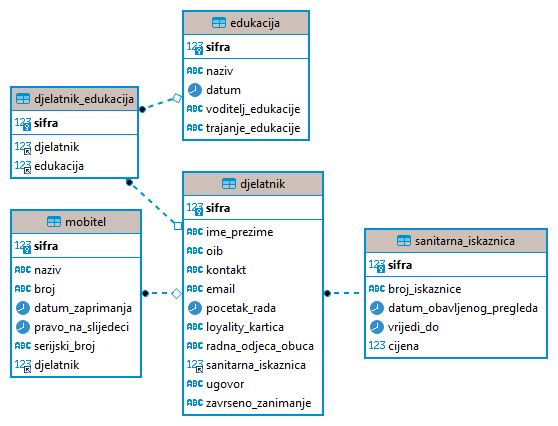 edukacija
123 sifra
ABC naziv
datum
ABC voditelj_edukacije
ABC trajanje_edukacije
djelatnik_edukacija
123 sifra
123 djelatnik
123 edukacija
djelatnik
123 sifra
ABC ime_prezime
ABC oib
ABC kontakt
ABC email
pocetak_rada
ABC loyality_kartica
ABC radna_odjeca_obuca
123 sanitarna_iskaznica
ABC ugovor
ABC zavrseno_zanimanje
mobitel
123 sifra
ABC naziv
ABC broj
datum_zaprimanja
pravo_na_slijedeci
ABC serijski_broj
123 djelatnik
sanitarna_iskaznica
123 sifra
ABC broj_iskaznice
datum_obavljenog_pregleda
vrijedi_do
123 cijena